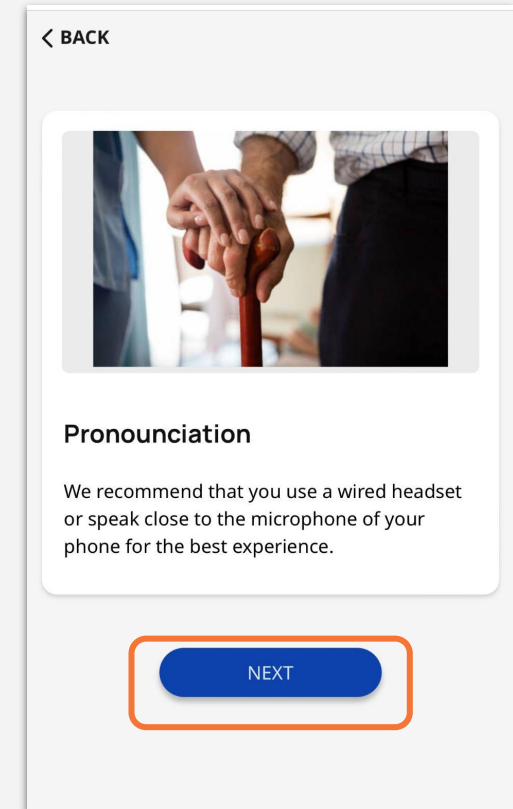 BACK
Pronounciation
We recommend that you use a wired headset
or speak close to the microphone of your
phone for the best experience.
NEXT